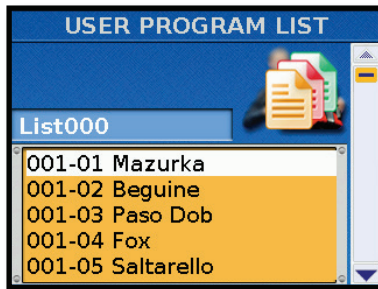 USER PROGRAM LIST
List000
001-01 Mazurka
001-02 Beguine
001-03 Paso Dob
001-04 Fox
001-05 Saltarello